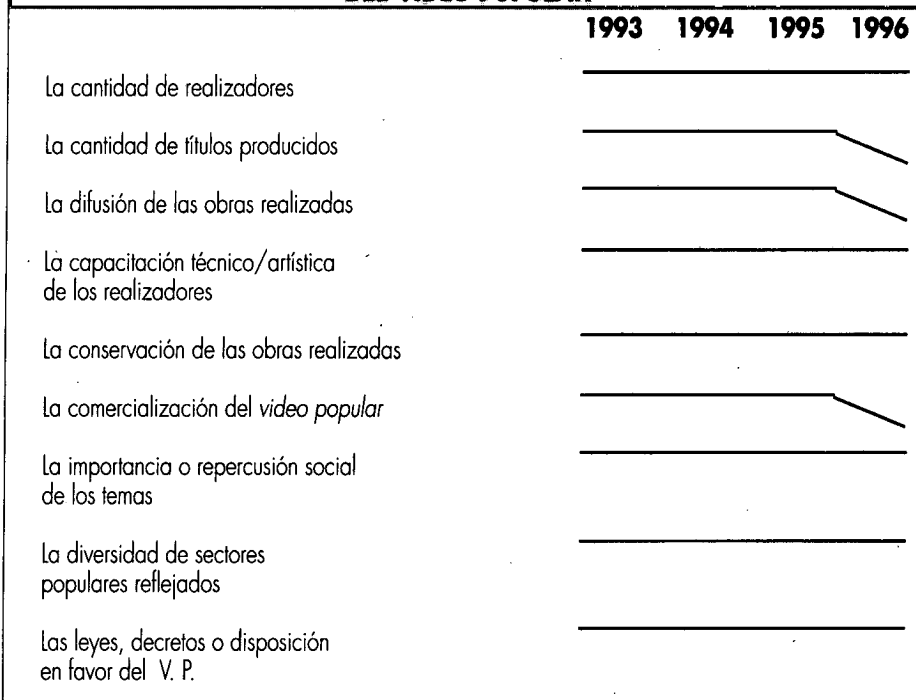 1993 1994 1995 1996
La cantidad de realizadores
La cantidad de títulos producidos
La difusión de las obras realizadas
La capacitación técnico/artística
de los realizadores
La conservación de las obras realizadas
La comercialización del video popular
La importancia o repercusión social
de los temas
La diversidad de sectores
populares reflejados
Las leyes, decretos o disposición
en favor del V. P.